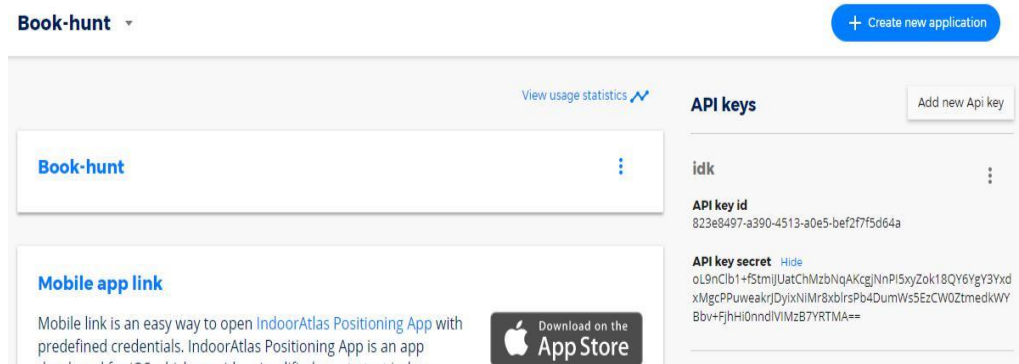 Book-hunt
+ Create new application
View usage statistics
API keys
Add new Api key
Book-hunt
idk
API key id
823e8497-a390-4513-a0e5-bef2f7f5d64a
API key secret Hide
oL9nClb1+fStmiJUatChMzbNqAKcgjNnPI5xyZok18QY6YgY3Yxd
xMgcPPuweakrJDyixNiMr8xblrsPb4DumWs5EzCW0ZtmedkWY
Bbv+FjhHi0nndlVIMzB7YRTMA==
Mobile app link
Mobile link is an easy way to open IndoorAtlas Positioning App with
predefined credentials. IndoorAtlas Positioning App is an app
Download on the
App Store